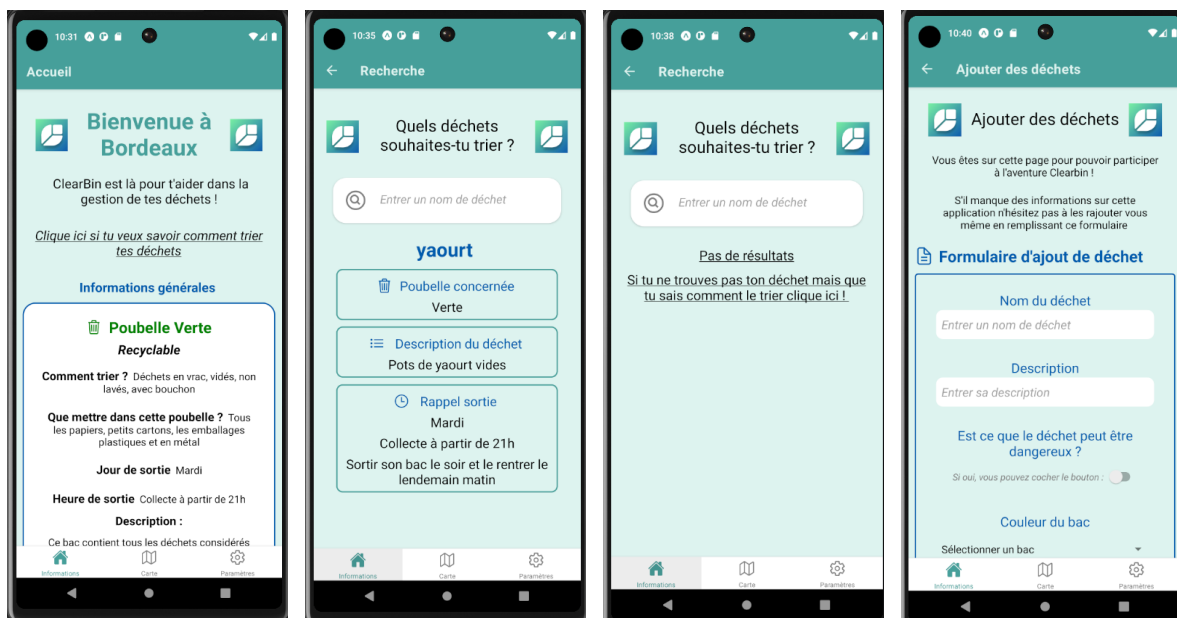 10:31
Accueil
Bienvenue à
Bordeaux
ClearBin est là pour t'aider dans la
gestion de tes déchets !
Clique ici si tu veux savoir comment trier
tes déchets
Informations générales
Poubelle Verte
Recyclable
Comment trier ? Déchets en vrac, vidés, non
lavés, avec bouchon
Que mettre dans cette poubelle ? Tous
les papiers, petits cartons, les emballages
plastiques et en métal
Jour de sortie Mardi
Heure de sortie Collecte à partir de 21h
Description :
Ce bac contient tous les déchets considérés
Informations Carte Paramètres
10:35
Recherche
Quels déchets
souhaites-tu trier ?
Entrer un nom de déchet
yaourt
Poubelle concernée
Verte
Description du déchet
Pots de yaourt vides
Rappel sortie
Mardi
Collecte à partir de 21h
Sortir son bac le soir et le rentrer le
lendemain matin
Informations Carte Paramètres
10:38
Recherche
Quels déchets
souhaites-tu trier ?
Entrer un nom de déchet
Pas de résultats
Si tu ne trouves pas ton déchet mais que
tu sais comment le trier clique ici !
Informations Carte Paramètres
10:40
Ajouter des déchets
Ajouter des déchets
Vous êtes sur cette page pour pouvoir participer
à l'aventure Clearbin !
S'il manque des informations sur cette
application n'hésitez pas à les rajouter vous
même en remplissant ce formulaire
Formulaire d'ajout de déchet
Nom du déchet
Entrer un nom de déchet
Description
Entrer sa description
Est ce que le déchet peut être
dangereux ?
Si oui, vous pouvez cocher le bouton :
Couleur du bac
Sélectionner un bac
Informations Carte Paramètres